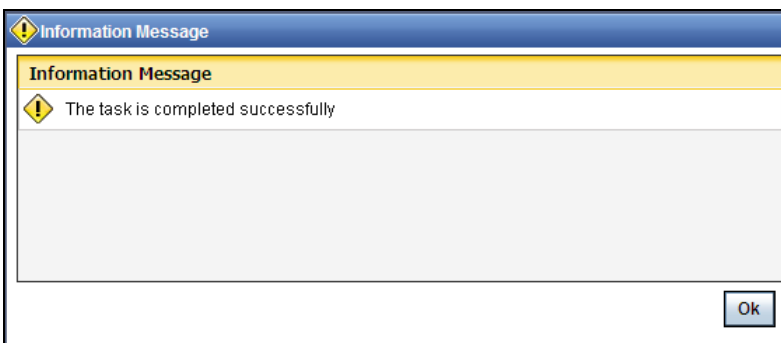 Information Message
Information Message
The task is completed successfully
Ok